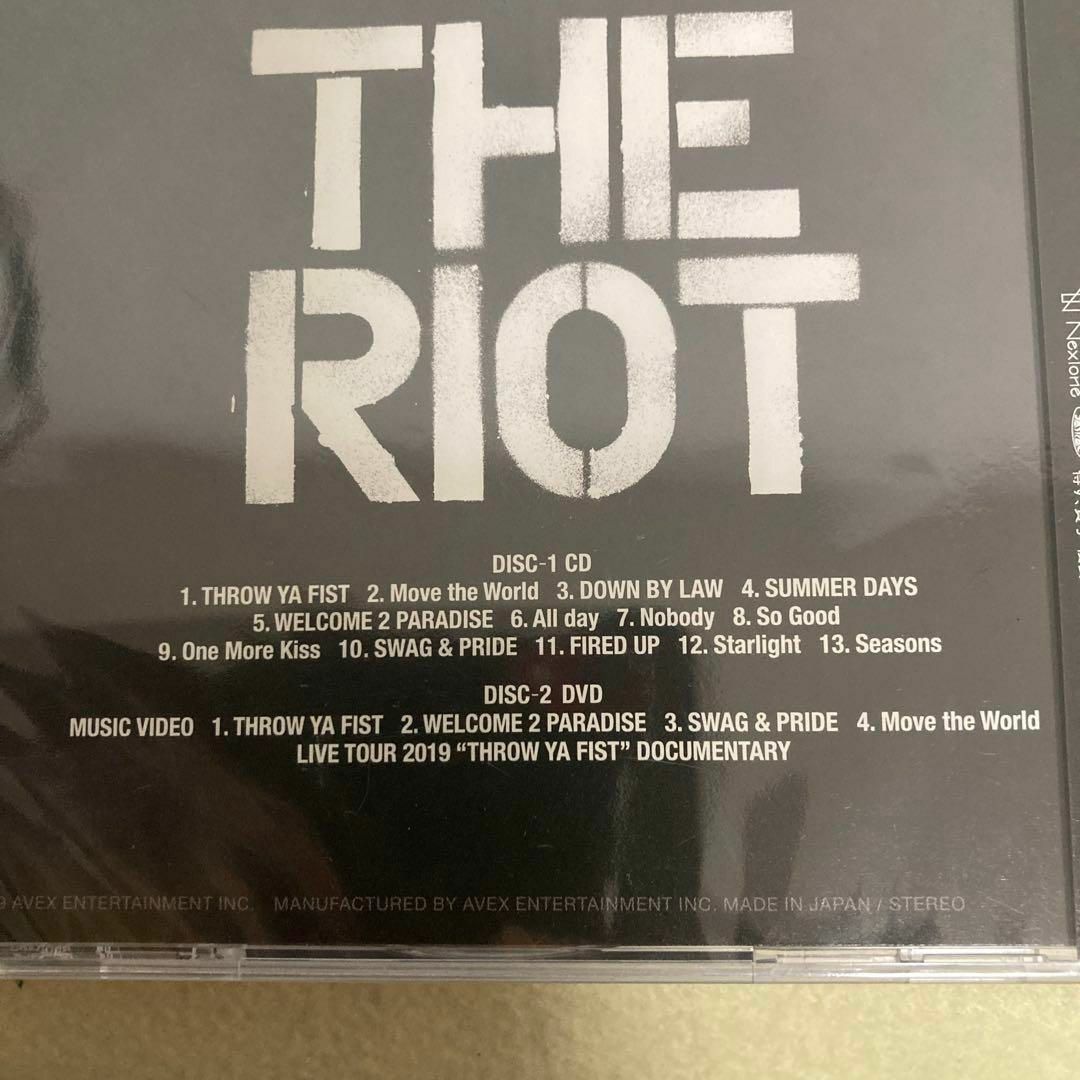 THE
RIOT
DISC-1 CD
1. THROW YA FIST 2. Move the World 3. DOWN BY LAW 4. SUMMER DAYS
5. WELCOME 2 PARADISE 6. All day 7. Nobody 8. So Good
9. One More Kiss 10. SWAG & PRIDE 11. FIRED UP 12. Starlight 13. Seasons
DISC-2 DVD
MUSIC VIDEO 1. THROW YA FIST 2. WELCOME 2 PARADISE 3. SWAG & PRIDE 4. Move the World
LIVE TOUR 2019 “THROW YA FIST” DOCUMENTARY
9 AVEX ENTERTAINMENT INC. MANUFACTURED BY AVEX ENTERTAINMENT INC. MADE IN JAPAN / STEREO
Nextone